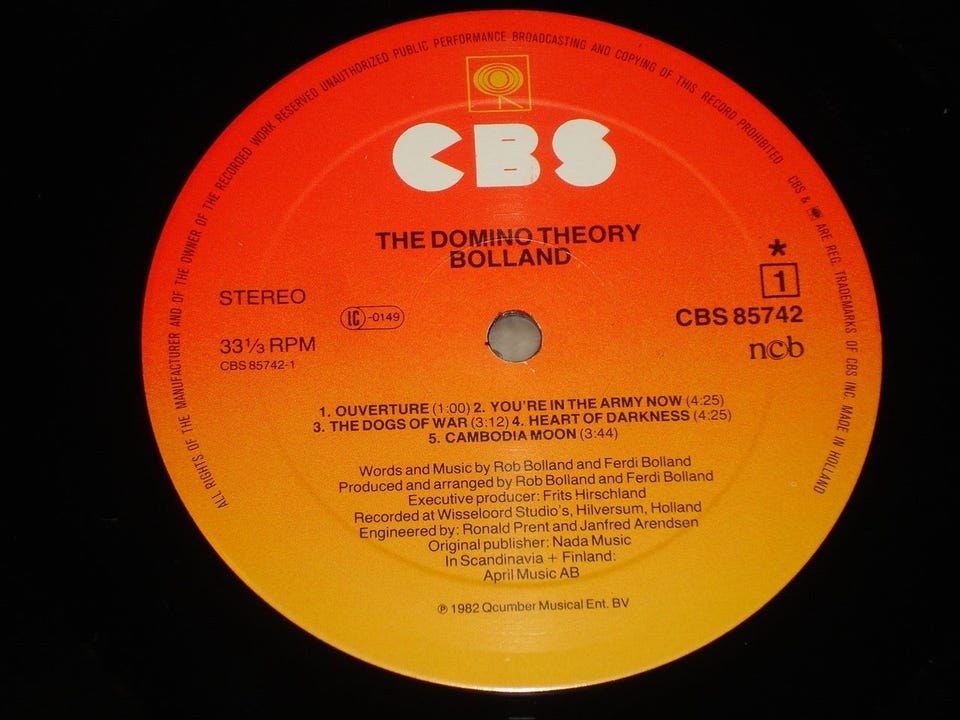 ALL RIGHTS OF THE MANUFACTURER AND OF THE OWNER OF THE RECORDED WORK RESERVED UNAUTHORIZED PUBLIC PERFORMANCE BROADCASTING AND COPYING OF THIS RECORD PROHIBITED
CBS & ARE REG. TRADEMARKS OF CBS INC. MADE IN HOLLAND
CBS
THE DOMINO THEORY
BOLLAND
STEREO
LC -0149
33⅓ RPM
CBS 85742-1
*
1
CBS 85742
ncb
1. OUVERTURE (1:00) 2. YOU'RE IN THE ARMY NOW (4:25)
3. THE DOGS OF WAR (3:12) 4. HEART OF DARKNESS (4:25)
5. CAMBODIA MOON (3:44)
Words and Music by Rob Bolland and Ferdi Bolland
Produced and arranged by Rob Bolland and Ferdi Bolland
Executive producer: Frits Hirschland
Recorded at Wisseloord Studio's, Hilversum, Holland
Engineered by: Ronald Prent and Janfred Arendsen
Original publisher: Nada Music
In Scandinavia + Finland:
April Music AB
℗ 1982 Qcumber Musical Ent. BV